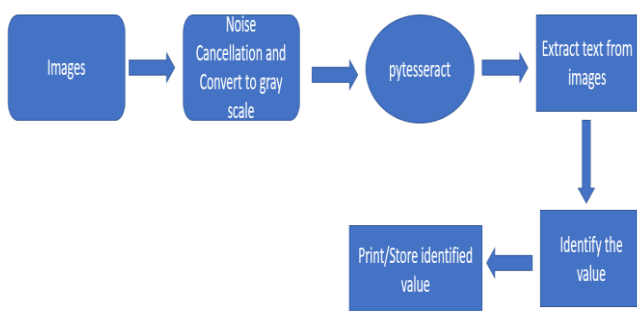 Images
Noise
Cancellation and
Convert to gray
scale
pytesseract
Extract text from
images
Identify the
value
Print/Store identified
value